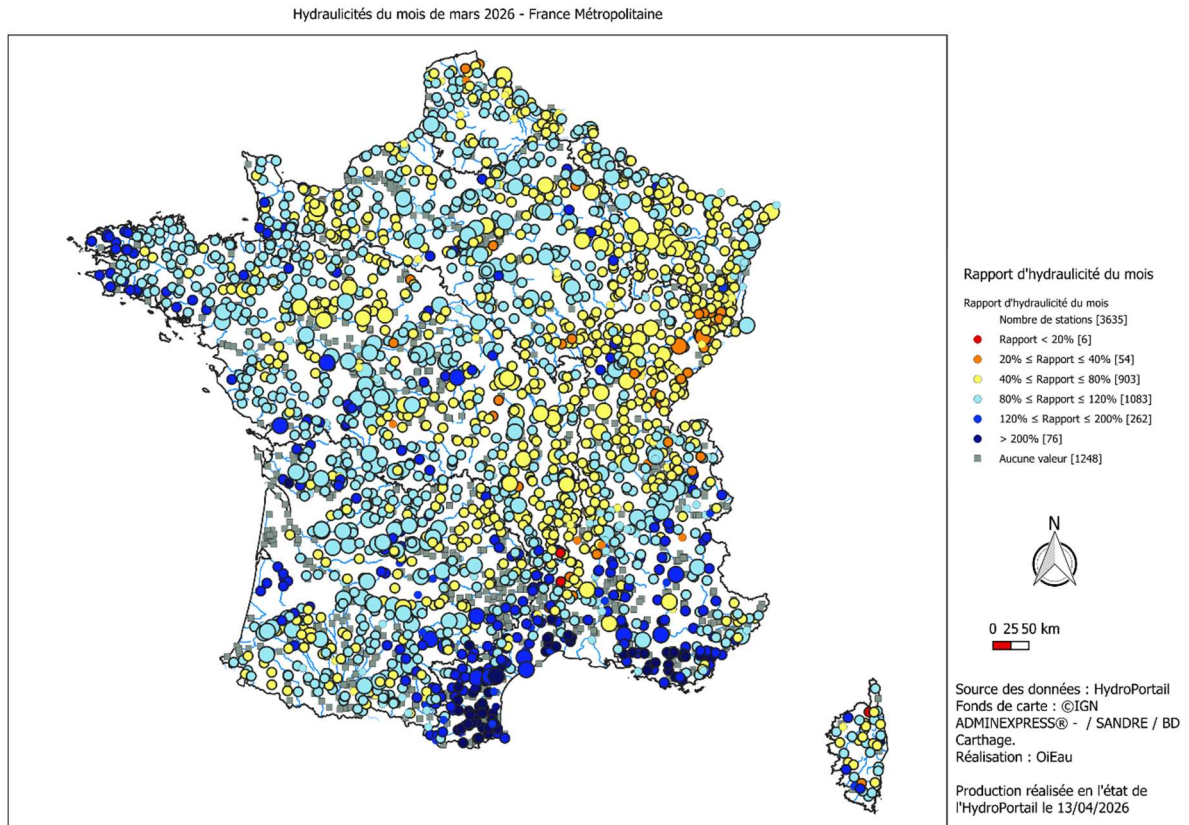 Hydraulicités du mois de mars 2026 - France Métropolitaine
Rapport d'hydraulicité du mois
Rapport d'hydraulicité du mois
Nombre de stations [3635]
Rapport < 20% [6]
20% ≤ Rapport ≤ 40% [54]
40% ≤ Rapport ≤ 80% [903]
80% ≤ Rapport ≤ 120% [1083]
120% ≤ Rapport ≤ 200% [262]
> 200% [76]
Aucune valeur [1248]
N
0 25 50 km
Source des données : HydroPortail
Fonds de carte : ©IGN
ADMINEXPRESS® - / SANDRE / BD
Carthage.
Réalisation : OiEau
Production réalisée en l'état de
l'HydroPortail le 13/04/2026